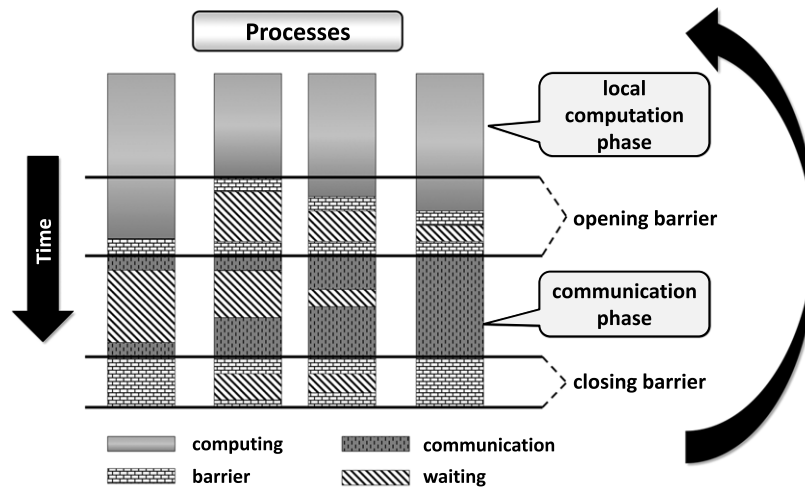 Processes
local
computation
phase
Time
opening barrier
communication
phase
closing barrier
computing
communication
barrier
waiting